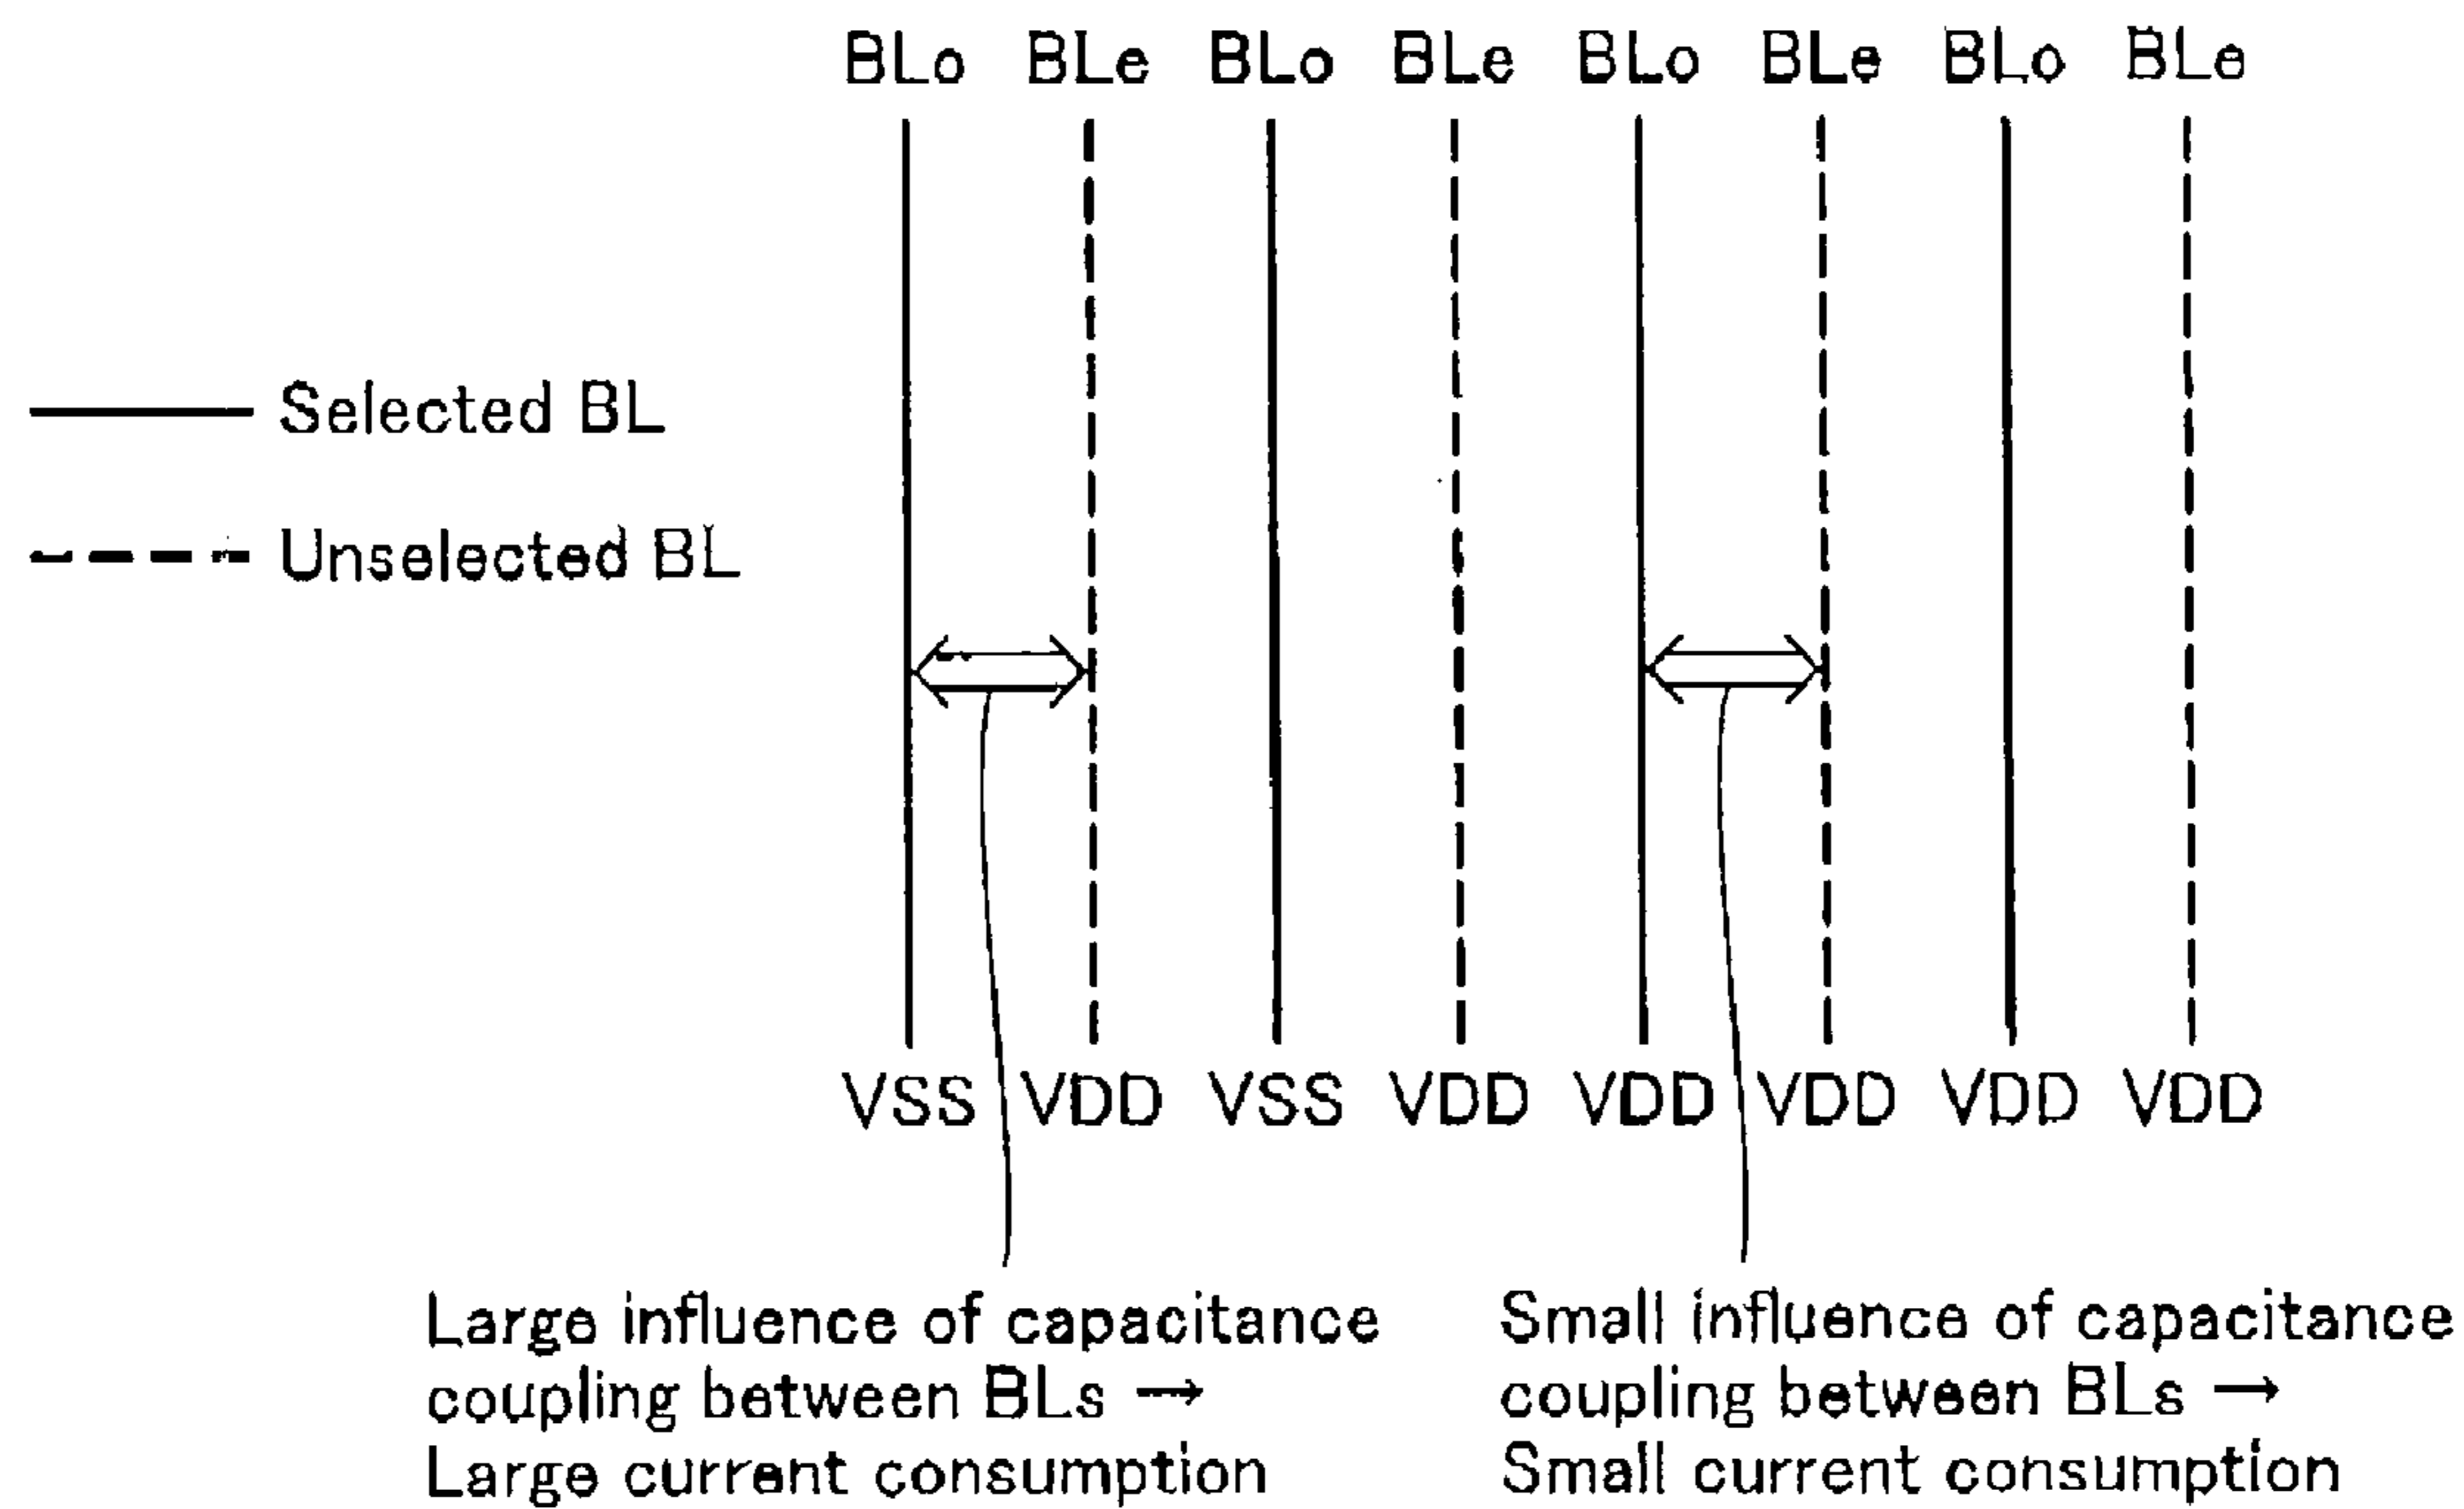 BLo BLe BLo BLe BLo BLe BLo BLe
Selected BL
Unselected BL
VSS VDD VSS VDD VDD VDD VDD VDD
Large influence of capacitance
coupling between BLs →
Large current consumption
Small influence of capacitance
coupling between BLs →
Small current consumption